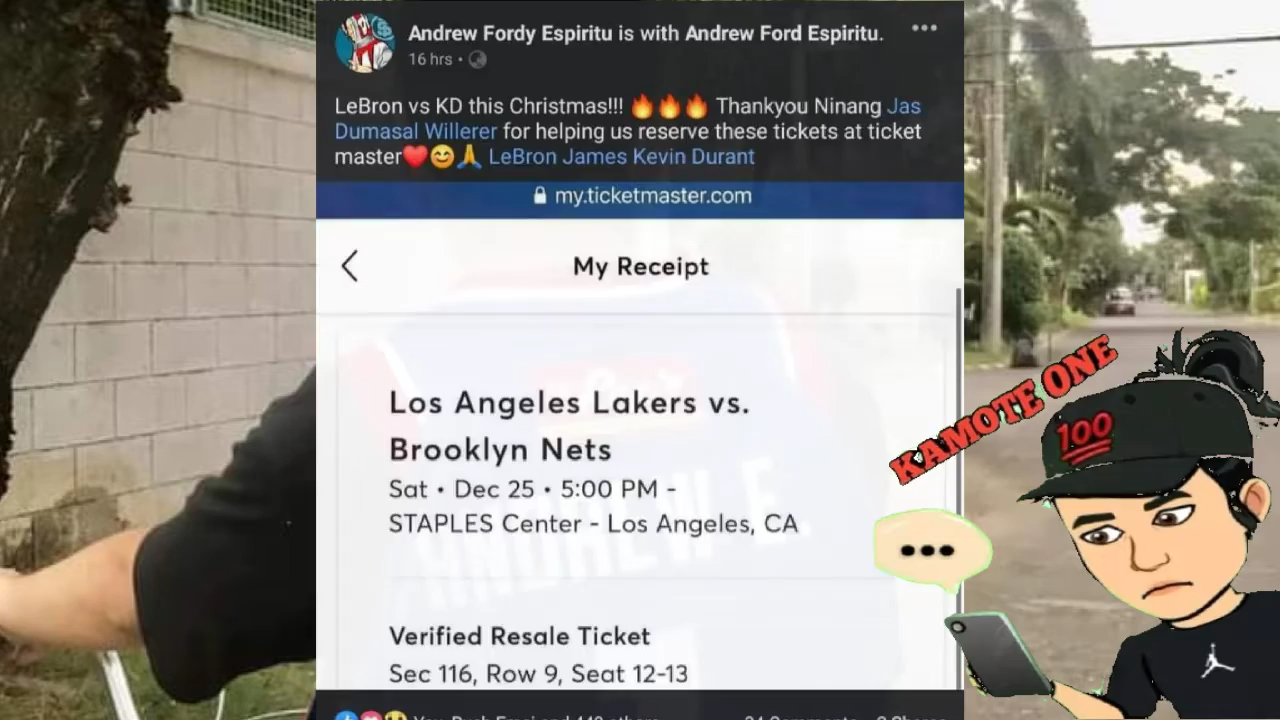 Andrew Fordy Espiritu is with Andrew Ford Espiritu.
16 hrs •
LeBron vs KD this Christmas!!! 🔥🔥🔥 Thankyou Ninang Jas
Dumasal Willerer for helping us reserve these tickets at ticket
master❤️😊🙏 LeBron James Kevin Durant
my.ticketmaster.com
My Receipt
Los Angeles Lakers vs.
Brooklyn Nets
Sat • Dec 25 • 5:00 PM -
STAPLES Center - Los Angeles, CA
ANDREW E.
Verified Resale Ticket
Sec 116, Row 9, Seat 12-13
KAMOTE ONE
100